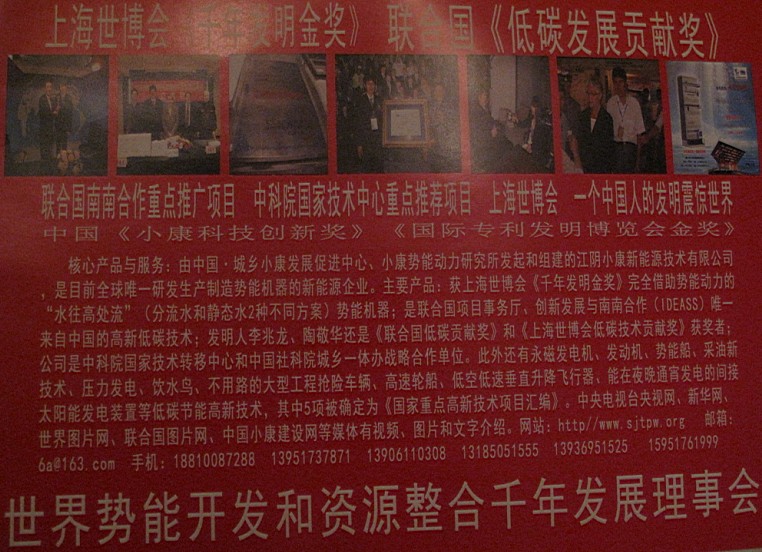 上海世博会《千年发明金奖》 联合国《低碳发展贡献奖》
联合国南南合作重点推广项目 中科院国家技术中心重点推荐项目 上海世博会 一个中国人的发明震惊世界
中国《小康科技创新奖》《国际专利发明博览会金奖》
核心产品与服务：由中国·城乡小康发展促进中心、小康势能动力研究所发起和组建的江阴小康新能源技术有限公司
，是目前全球唯一研发生产制造势能机器的新能源企业。主要产品：获上海世博会《千年发明金奖》完全借助势能动力的
“水往高处流”（分流水和静态水2种不同方案）势能机器；是联合国项目事务厅、创新发展与南南合作（IDEASS）唯一
来自中国的高新低碳技术；发明人李兆龙、陶敬华还是《联合国低碳贡献奖》和《上海世博会低碳技术贡献奖》获奖者；
公司是中科院国家技术转移中心和中国社科院城乡一体办战略合作单位。此外还有永磁发电机、发动机、势能船、采油新
技术、压力发电、饮水鸟、不用路的大型工程抢险车辆、高速轮船、低空低速垂直升降飞行器、能在夜晚通宵发电的间接
太阳能发电装置等低碳节能高新技术，其中5项被确定为《国家重点高新技术项目汇编》。中央电视台央视网、新华网、
世界图片网、联合国图片网、中国小康建设网等媒体有视频、图片和文字介绍。网站：http//www.sjtpw.org 邮箱：
6a@163.com 手机：18810087288 13951737871 13906110308 13185051555 13936951525 15951761999
世界势能开发和资源整合千年发展理事会